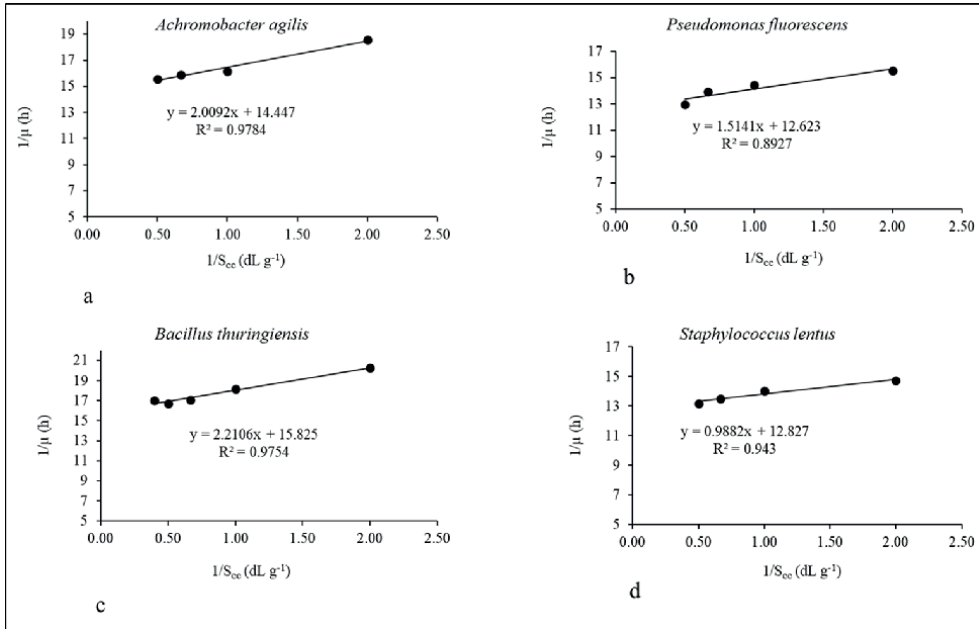 Achromobacter agilis
19
17
15
13
11
9
7
5
0.00 0.50 1.00 1.50 2.00 2.50
1/μ (h)
y = 2.0092x + 14.447
R² = 0.9784
1/Scc (dL g⁻¹)
a
Pseudomonas fluorescens
17
15
13
11
9
7
5
0.00 0.50 1.00 1.50 2.00 2.50
1/μ (h)
y = 1.5141x + 12.623
R² = 0.8927
1/Scc (dL g⁻¹)
b
Bacillus thuringiensis
21
19
17
15
13
11
9
7
5
0.00 0.50 1.00 1.50 2.00 2.50
1/μ (h)
y = 2.2106x + 15.825
R² = 0.9754
1/Scc (dL g⁻¹)
c
Staphylococcus lentus
17
15
13
11
9
7
5
0.00 0.50 1.00 1.50 2.00 2.50
1/μ (h)
y = 0.9882x + 12.827
R² = 0.943
1/Scc (dL g⁻¹)
d